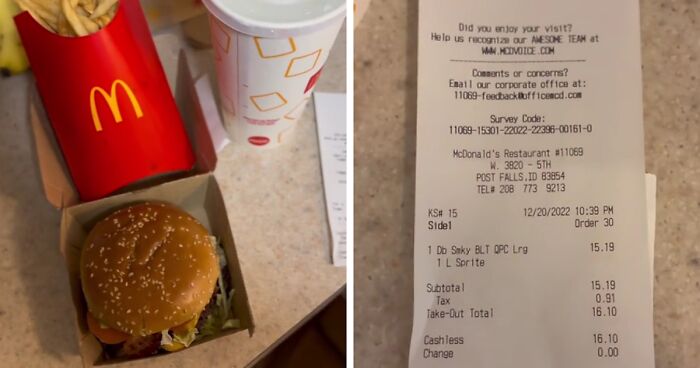 Did you enjoy your visit?
Help us recognize our AWESOME TEAM at
WWW.MCDVOICE.COM
Comments or concerns?
Email our corporate office at:
11069-feedback@officemcd.com
Survey Code:
11069-15301-22022-22396-00161-0
McDonald's Restaurant #11069
W. 3820 - 5TH
POST FALLS,ID 83854
TEL# 208 773 9213
KS# 15 12/20/2022 10:39 PM
Side1 Order 30
1 Db Smky BLT QPC Lrg 15.19
1 L Sprite
Subtotal 15.19
Tax 0.91
Take-Out Total 16.10
Cashless 16.10
Change 0.00